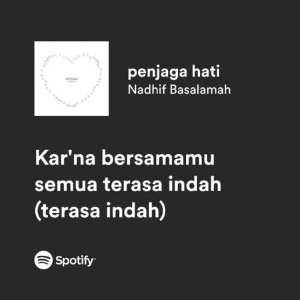 penjaga hati
Nadhif Basalamah
Kar'na bersamamu
semua terasa indah
(terasa indah)
Spotify